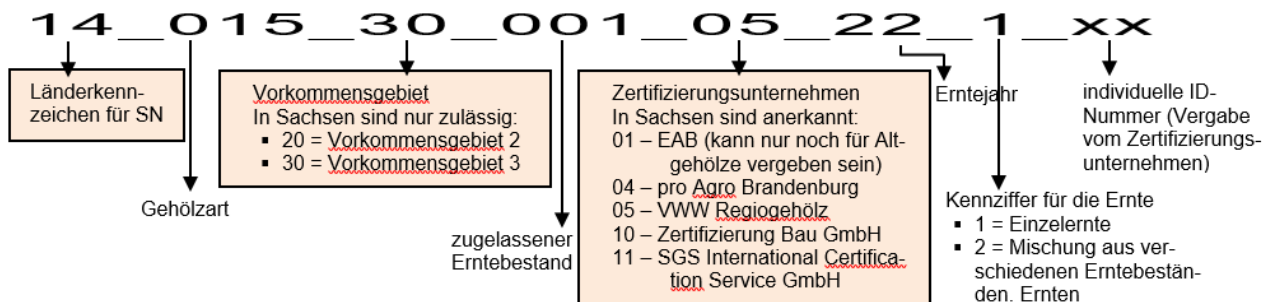 14_015_30_001_05_22_1_xx
Länderkenn-
zeichen für SN
Gehölzart
Vorkommensgebiet
In Sachsen sind nur zulässig:
▪ 20 = Vorkommensgebiet 2
▪ 30 = Vorkommensgebiet 3
zugelassener
Erntebestand
Zertifizierungsunternehmen
In Sachsen sind anerkannt:
01 – EAB (kann nur noch für Alt-
gehölze vergeben sein)
04 – pro Agro Brandenburg
05 – VWW Regiogehölz
10 – Zertifizierung Bau GmbH
11 – SGS International Certifica-
tion Service GmbH
Erntejahr
Kennziffer für die Ernte
▪ 1 = Einzelernte
▪ 2 = Mischung aus ver-
schiedenen Erntebestän-
den, Ernten
individuelle ID-
Nummer (Vergabe
vom Zertifizierungs-
unternehmen)